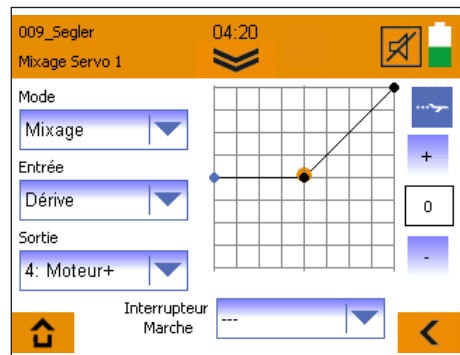 009_Segler
04:20
Mixage Servo 1
Mode
Mixage
Entrée
Dérive
Sortie
4: Moteur+
+
0
-
Interrupteur
Marche
---